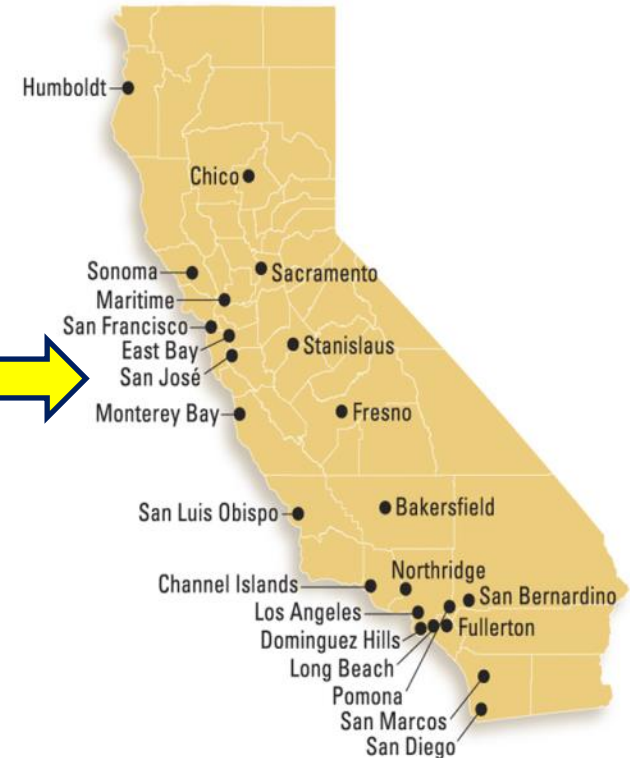 Humboldt
Chico
Sonoma
Sacramento
Maritime
San Francisco
East Bay
Stanislaus
San José
Monterey Bay
Fresno
San Luis Obispo
Bakersfield
Channel Islands
Northridge
San Bernardino
Los Angeles
Fullerton
Dominguez Hills
Long Beach
Pomona
San Marcos
San Diego